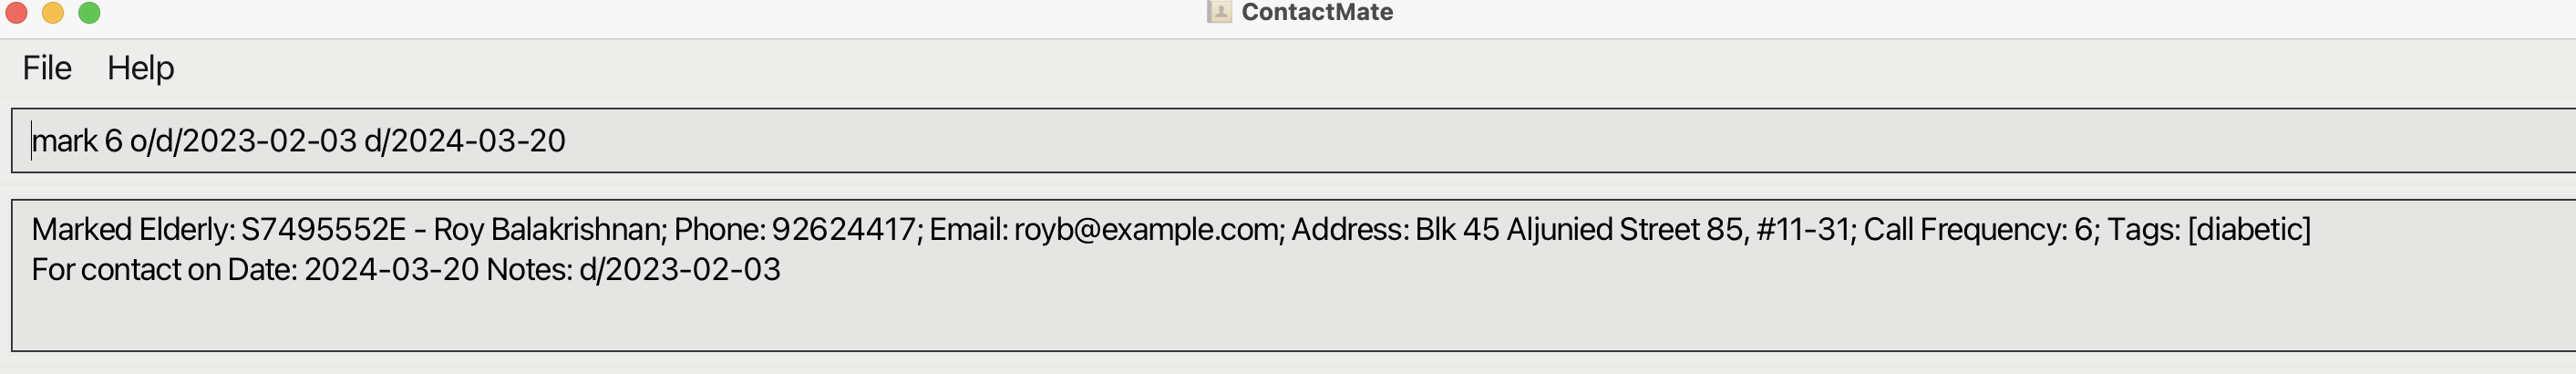 ContactMate
File Help
mark 6 o/d/2023-02-03 d/2024-03-20
Marked Elderly: S7495552E - Roy Balakrishnan; Phone: 92624417; Email: royb@example.com; Address: Blk 45 Aljunied Street 85, #11-31; Call Frequency: 6; Tags: [diabetic]
For contact on Date: 2024-03-20 Notes: d/2023-02-03